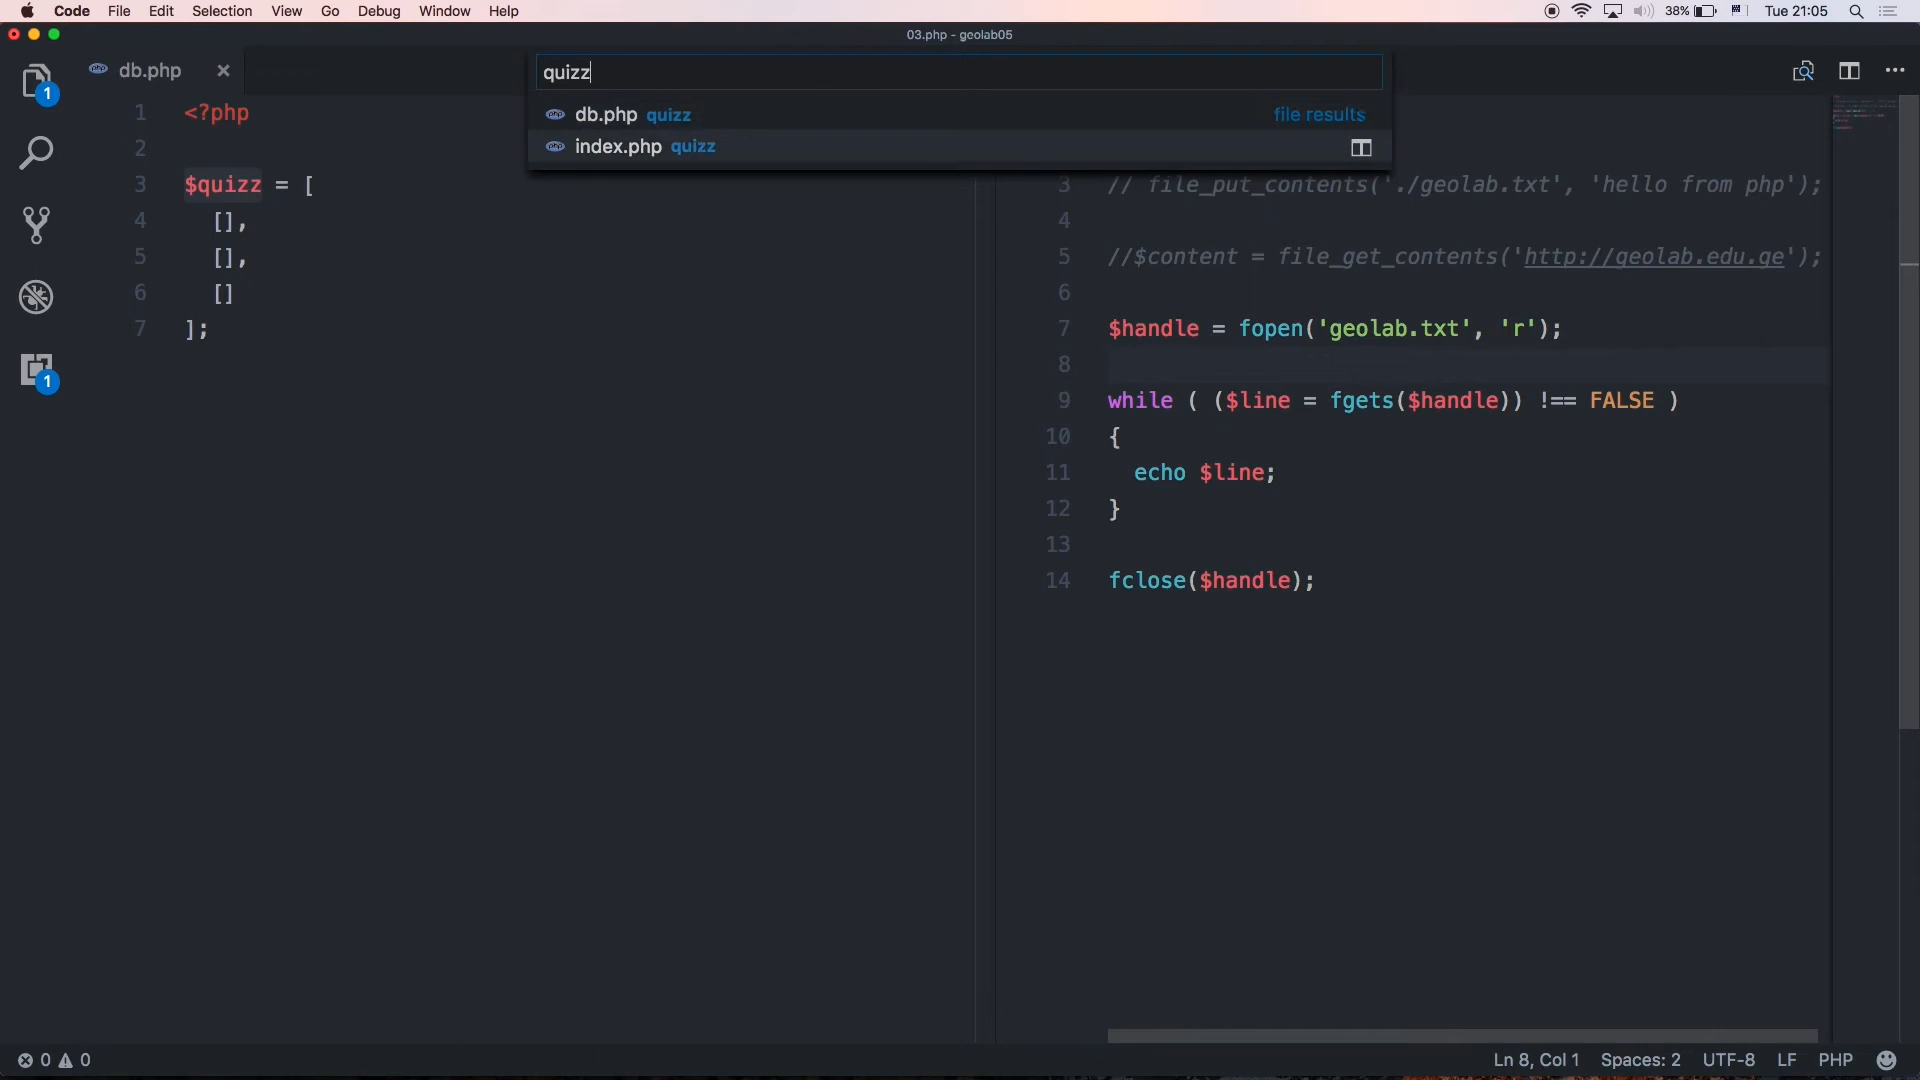 Code File Edit Selection View Go Debug Window Help 38% Tue 21:05
03.php - geolab05
db.php
quizz
db.php quizz file results
index.php quizz
1
1
1 <?php
2
3 $quizz = [
4 [],
5 [],
6 []
7 ];
3 // file_put_contents('./geolab.txt', 'hello from php');
4
5 //$content = file_get_contents('http://geolab.edu.ge');
6
7 $handle = fopen('geolab.txt', 'r');
8
9 while ( ($line = fgets($handle)) !== FALSE )
10 {
11 echo $line;
12 }
13
14 fclose($handle);
0 0 Ln 8, Col 1 Spaces: 2 UTF-8 LF PHP